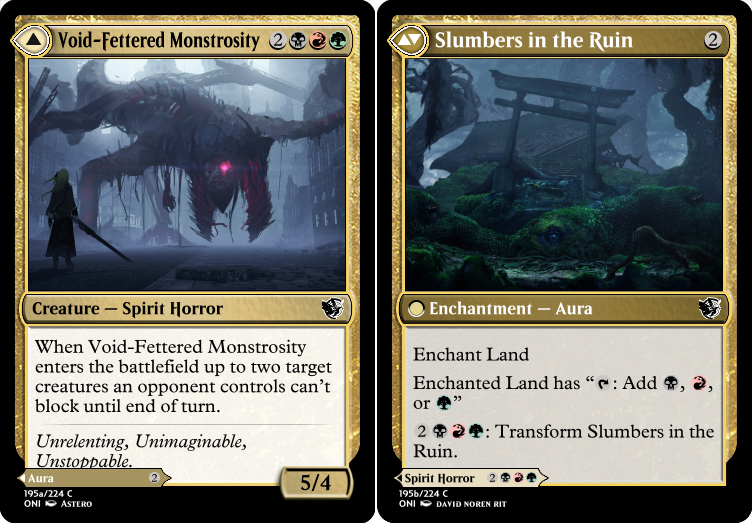 Void-Fettered Monstrosity 2
When Void-Fettered Monstrosity
enters the battlefield up to two target
creatures an opponent controls can't
block until end of turn.
Creature — Spirit Horror
Unrelenting, Unimaginable,
Unstoppable.
Aura 2
5/4
195a/224 C
ONI Astero
Slumbers in the Ruin 2
Enchantment — Aura
Enchant Land
Enchanted Land has “: Add , ,
or ”
2 : Transform Slumbers in the
Ruin.
Spirit Horror 2
195b/224 C
ONI David Noren Rit